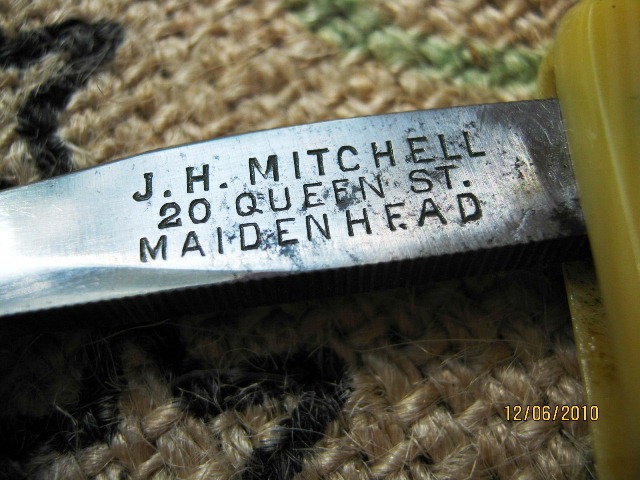 J.H. MITCHELL
20 QUEEN ST.
MAIDENHEAD
12/06/2010